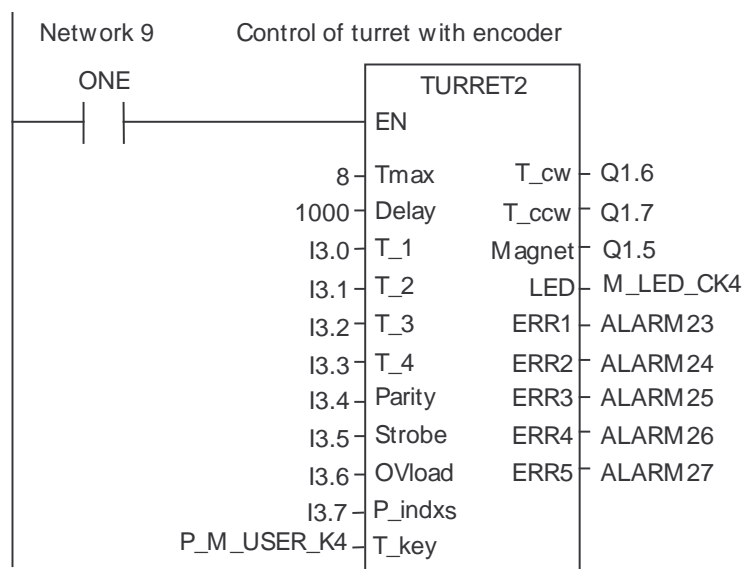 Network 9 Control of turret with encoder
ONE
TURRET2
EN
8 Tmax T_cw Q1.6
1000 Delay T_ccw Q1.7
I3.0 T_1 Magnet Q1.5
I3.1 T_2 LED M_LED_CK4
I3.2 T_3 ERR1 ALARM23
I3.3 T_4 ERR2 ALARM24
I3.4 Parity ERR3 ALARM25
I3.5 Strobe ERR4 ALARM26
I3.6 OVload ERR5 ALARM27
I3.7 P_indxs
P_M_USER_K4 T_key